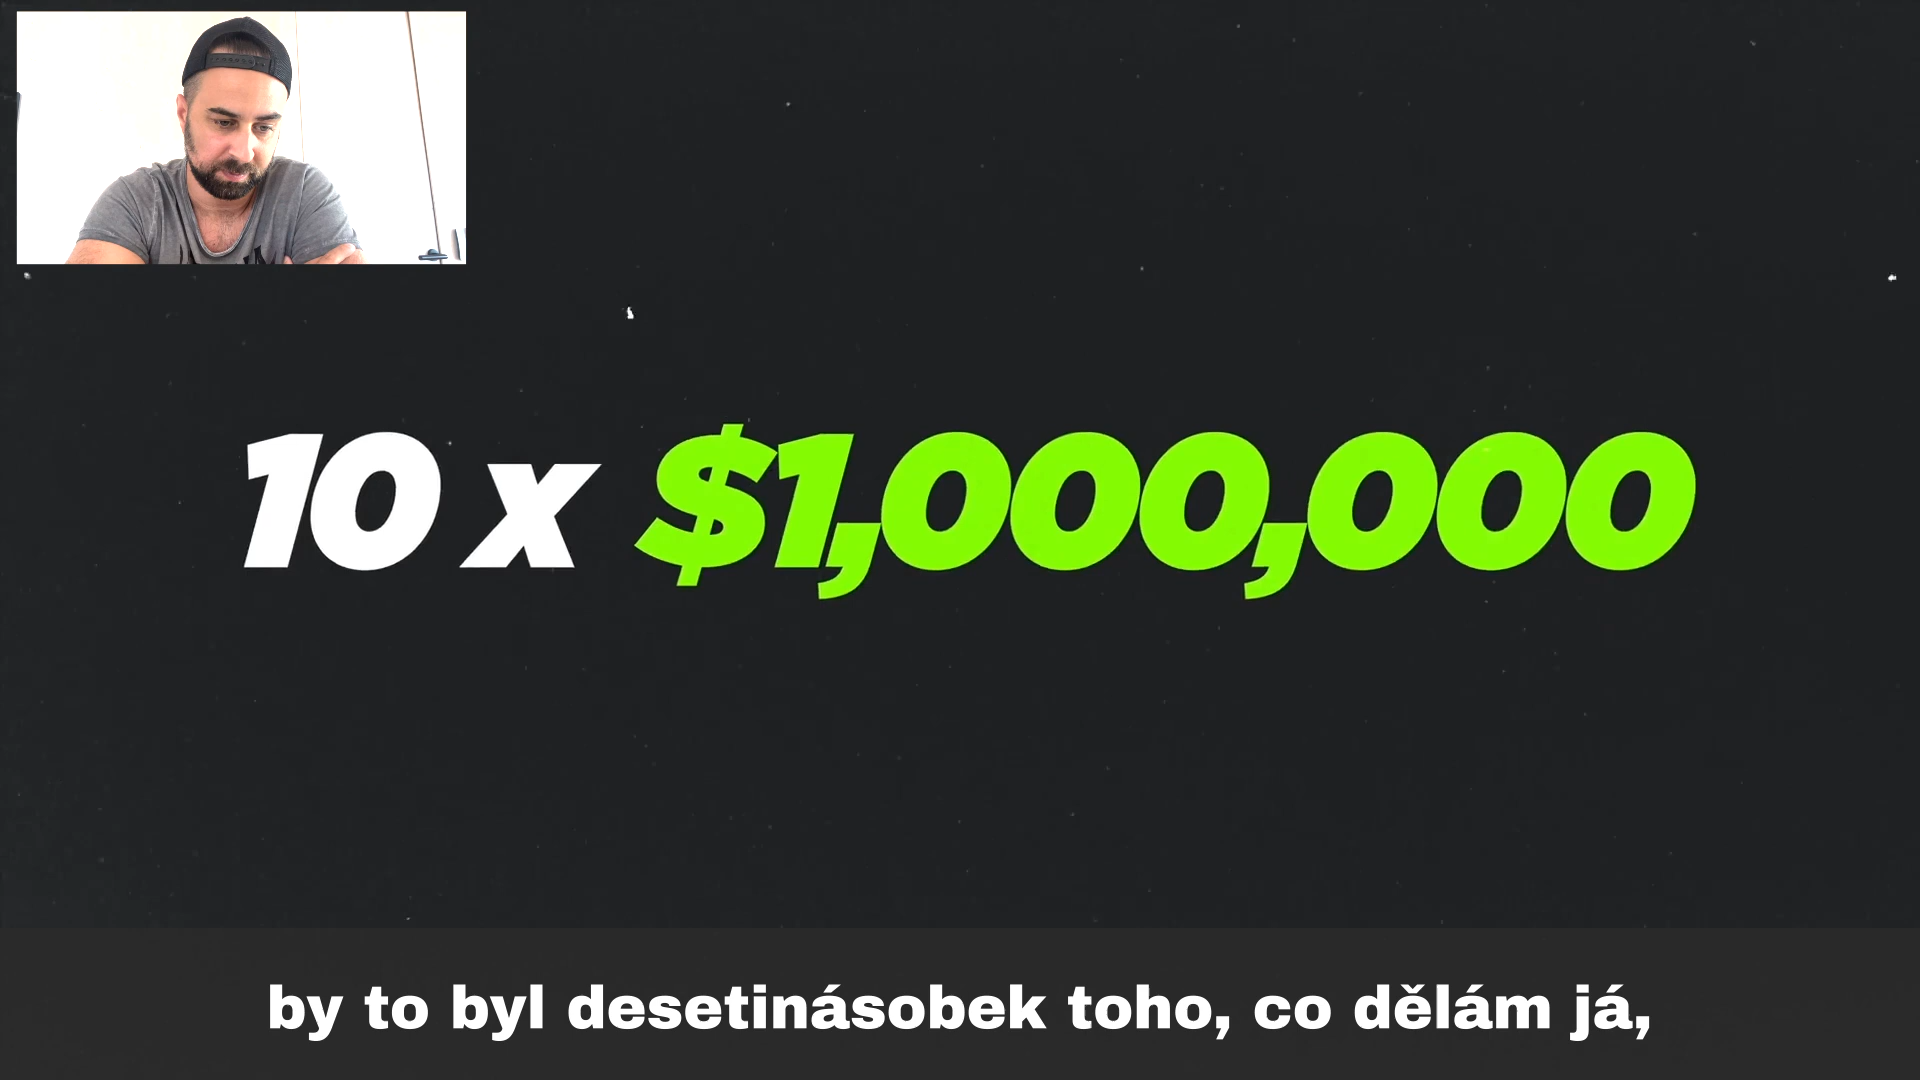 10 x $1,000,000
by to byl desetinásobek toho, co dělám já,